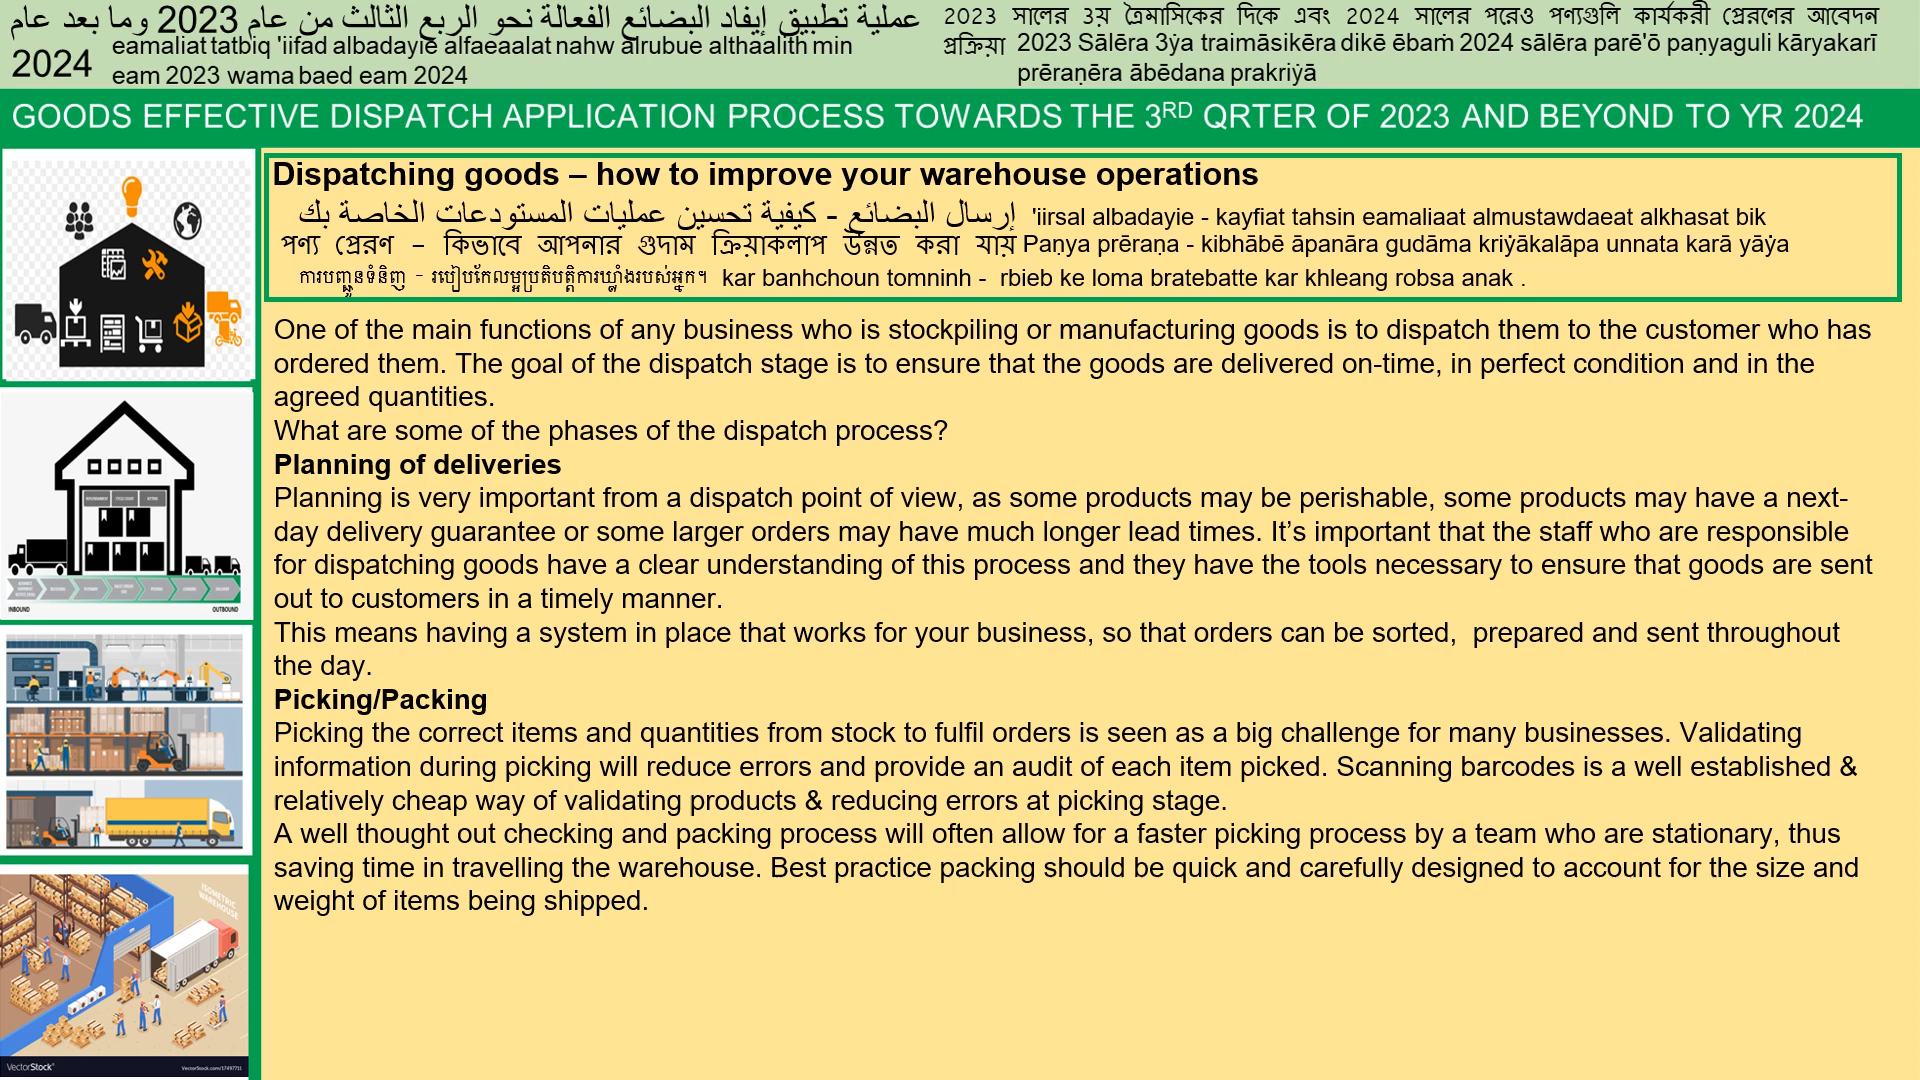 عملية تطبيق إيفاد البضائع الفعالة نحو الربع الثالث من عام 2023 وما بعد عام
2024
eamaliat tatbiq 'iifad albadayie alfaeaalat nahw alrubue althaalith min
eam 2023 wama baed eam 2024
2023 সালের 3য় ত্রৈমাসিকের দিকে এবং 2024 সালের পরেও পণ্যগুলি কার্যকরী প্রেরণের আবেদন
প্রক্রিয়া
2023 Sālēra 3ẏa traimāsikēra dikē ēbaṁ 2024 sālēra parē'ō paṇyaguli kāryakarī
prēraṇēra ābēdana prakriẏā
GOODS EFFECTIVE DISPATCH APPLICATION PROCESS TOWARDS THE 3RD QRTER OF 2023 AND BEYOND TO YR 2024
Dispatching goods – how to improve your warehouse operations
إرسال البضائع - كيفية تحسين عمليات المستودعات الخاصة بك 'iirsal albadayie - kayfiat tahsin eamaliaat almustawdaeat alkhasat bik
পণ্য প্রেরণ – কিভাবে আপনার গুদাম ক্রিয়াকলাপ উন্নত করা যায় Paṇya prēraṇa - kibhābē āpanāra gudāma kriẏākalāpa unnata karā yāẏa
ការបញ្ជូនទំនិញ - របៀបកែលម្អប្រតិបត្តិការឃ្លាំងរបស់អ្នក។ kar banhchoun tomninh - rbieb ke loma bratebatte kar khleang robsa anak .
One of the main functions of any business who is stockpiling or manufacturing goods is to dispatch them to the customer who has
ordered them. The goal of the dispatch stage is to ensure that the goods are delivered on-time, in perfect condition and in the
agreed quantities.
What are some of the phases of the dispatch process?
Planning of deliveries
Planning is very important from a dispatch point of view, as some products may be perishable, some products may have a next-
day delivery guarantee or some larger orders may have much longer lead times. It’s important that the staff who are responsible
for dispatching goods have a clear understanding of this process and they have the tools necessary to ensure that goods are sent
out to customers in a timely manner.
This means having a system in place that works for your business, so that orders can be sorted, prepared and sent throughout
the day.
Picking/Packing
Picking the correct items and quantities from stock to fulfil orders is seen as a big challenge for many businesses. Validating
information during picking will reduce errors and provide an audit of each item picked. Scanning barcodes is a well established &
relatively cheap way of validating products & reducing errors at picking stage.
A well thought out checking and packing process will often allow for a faster picking process by a team who are stationary, thus
saving time in travelling the warehouse. Best practice packing should be quick and carefully designed to account for the size and
weight of items being shipped.
INBOUND
OUTBOUND
ISOMETRIC
WAREHOUSE
VectorStock®
VectorStock.com/17497711